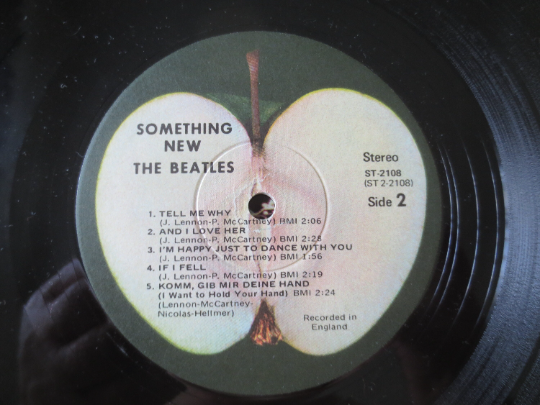 SOMETHING
NEW
THE BEATLES
Stereo
ST-2108
(ST 2-2108)
Side 2
1. TELL ME WHY
(J. Lennon-P. McCartney) BMI 2:06
2. AND I LOVE HER
(J. Lennon-P. McCartney) BMI 2:28
3. I'M HAPPY JUST TO DANCE WITH YOU
(J. Lennon-P. McCartney) BMI 1:56
4. IF I FELL
(J. Lennon-P. McCartney) BMI 2:19
5. KOMM, GIB MIR DEINE HAND
(I Want to Hold Your Hand) BMI 2:24
(Lennon-McCartney-
Nicolas-Hellmer)
Recorded in
England